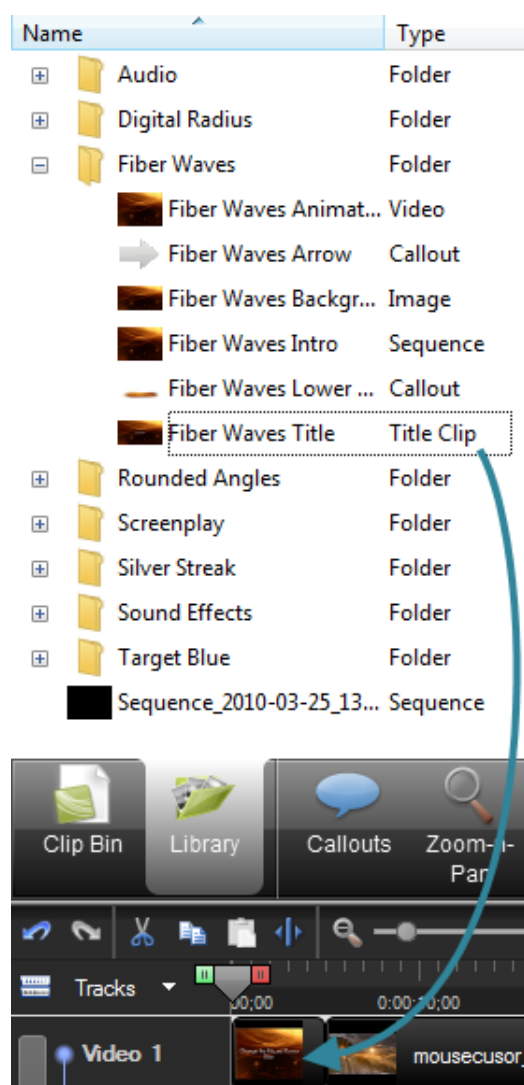 Name Type
Audio Folder
Digital Radius Folder
Fiber Waves Folder
Fiber Waves Animat... Video
Fiber Waves Arrow Callout
Fiber Waves Backgr... Image
Fiber Waves Intro Sequence
Fiber Waves Lower ... Callout
Fiber Waves Title Title Clip
Rounded Angles Folder
Screenplay Folder
Silver Streak Folder
Sound Effects Folder
Target Blue Folder
Sequence_2010-03-25_13... Sequence
Clip Bin Library Callouts Zoom-n-
Pan
Tracks
00;00 0:00:10;00
Video 1 mousecusor_